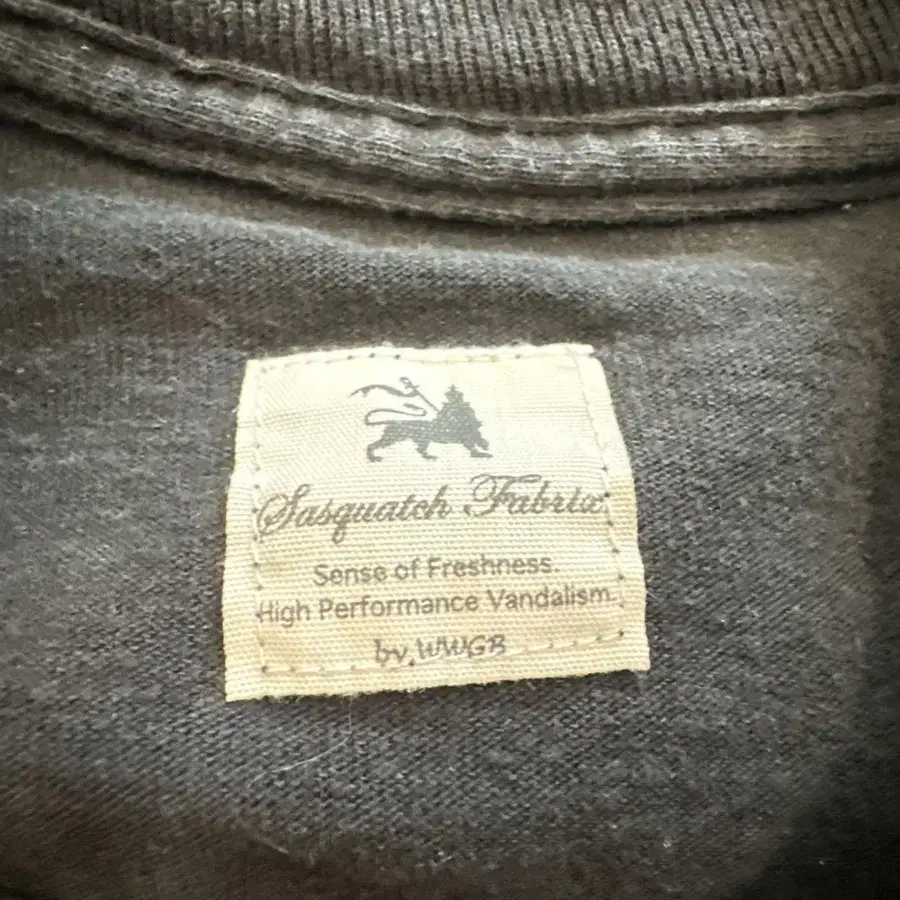 Sasquatch Fabrix.
Sense of Freshness.
High Performance Vandalism.
by.WWGB